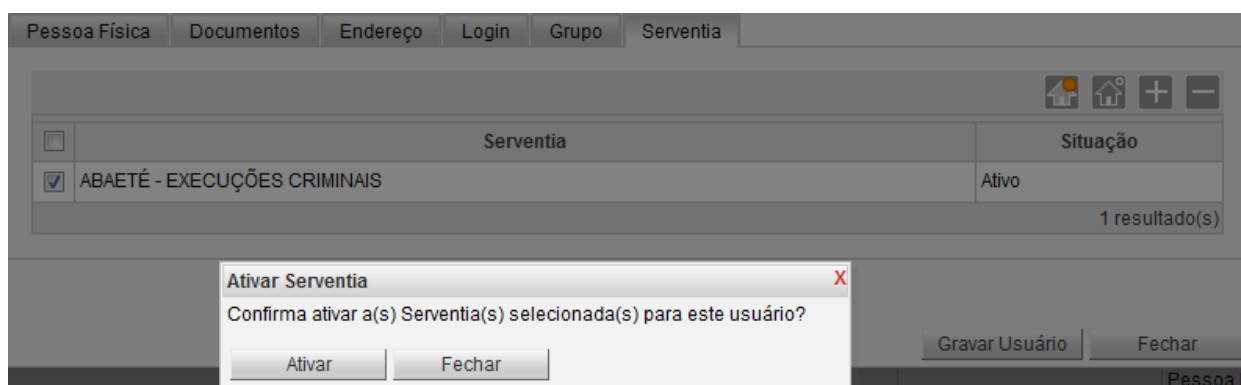 Pessoa Física Documentos Endereço Login Grupo Serventia
Serventia Situação
ABAETÉ - EXECUÇÕES CRIMINAIS Ativo
1 resultado(s)
Ativar Serventia X
Confirma ativar a(s) Serventia(s) selecionada(s) para este usuário?
Ativar Fechar
Gravar Usuário Fechar
Pessoa